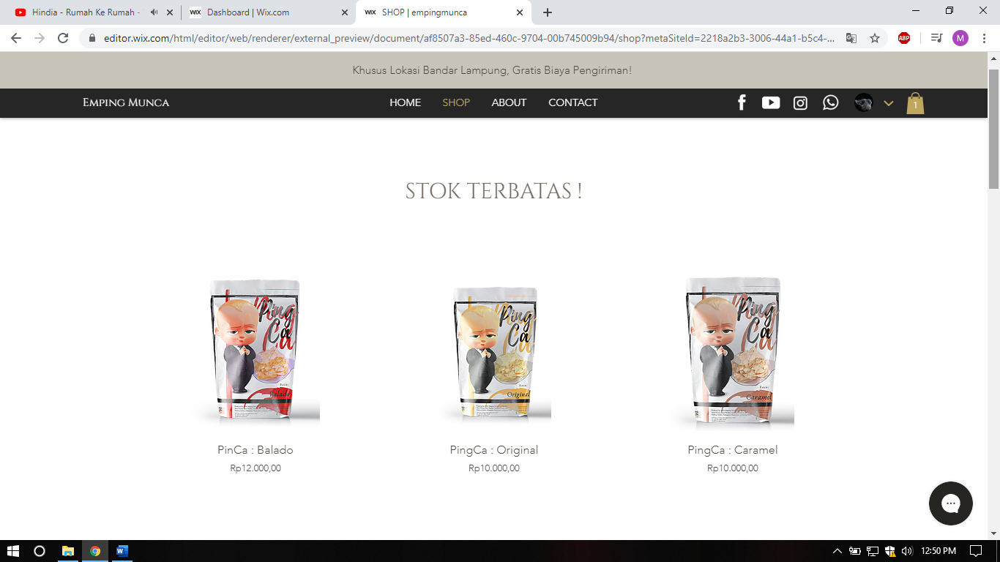 Hindia - Rumah Ke Rumah -
WIX Dashboard | Wix.com
WIX SHOP | empingmunca
editor.wix.com/html/editor/web/renderer/external_preview/document/af8507a3-85ed-460c-9704-00b745009b94/shop?metaSiteId=2218a2b3-3006-44a1-b5c4-...
ABP
M
Khusus Lokasi Bandar Lampung, Gratis Biaya Pengiriman!
EMPING MUNCA
HOME SHOP ABOUT CONTACT
1
STOK TERBATAS !
Ping Ca
Balado
Ping Ca
Original
Ping Ca
Caramel
PinCa : Balado
PingCa : Original
PingCa : Caramel
Rp12.000,00
Rp10.000,00
Rp10.000,00
12:50 PM